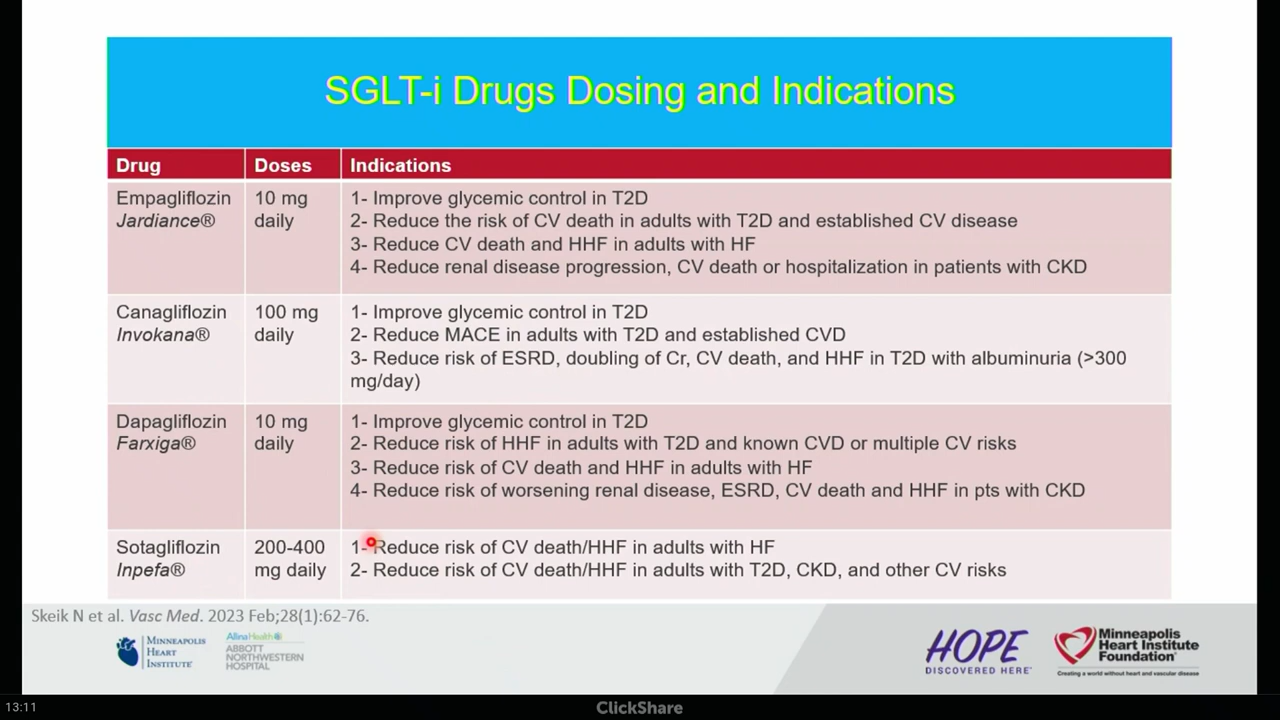 SGLT-i Drugs Dosing and Indications
Drug Doses Indications
Empagliflozin
Jardiance®
10 mg
daily
1- Improve glycemic control in T2D
2- Reduce the risk of CV death in adults with T2D and established CV disease
3- Reduce CV death and HHF in adults with HF
4- Reduce renal disease progression, CV death or hospitalization in patients with CKD
Canagliflozin
Invokana®
100 mg
daily
1- Improve glycemic control in T2D
2- Reduce MACE in adults with T2D and established CVD
3- Reduce risk of ESRD, doubling of Cr, CV death, and HHF in T2D with albuminuria (>300
mg/day)
Dapagliflozin
Farxiga®
10 mg
daily
1- Improve glycemic control in T2D
2- Reduce risk of HHF in adults with T2D and known CVD or multiple CV risks
3- Reduce risk of CV death and HHF in adults with HF
4- Reduce risk of worsening renal disease, ESRD, CV death and HHF in pts with CKD
Sotagliflozin
Inpefa®
200-400
mg daily
1- Reduce risk of CV death/HHF in adults with HF
2- Reduce risk of CV death/HHF in adults with T2D, CKD, and other CV risks
Skeik N et al. Vasc Med. 2023 Feb;28(1):62-76.
MINNEAPOLIS
HEART
INSTITUTE®
AllinaHealth
ABBOTT
NORTHWESTERN
HOSPITAL
HOPE
DISCOVERED HERE™
Minneapolis
Heart Institute
Foundation®
Creating a world without heart and vascular disease
13:11
ClickShare